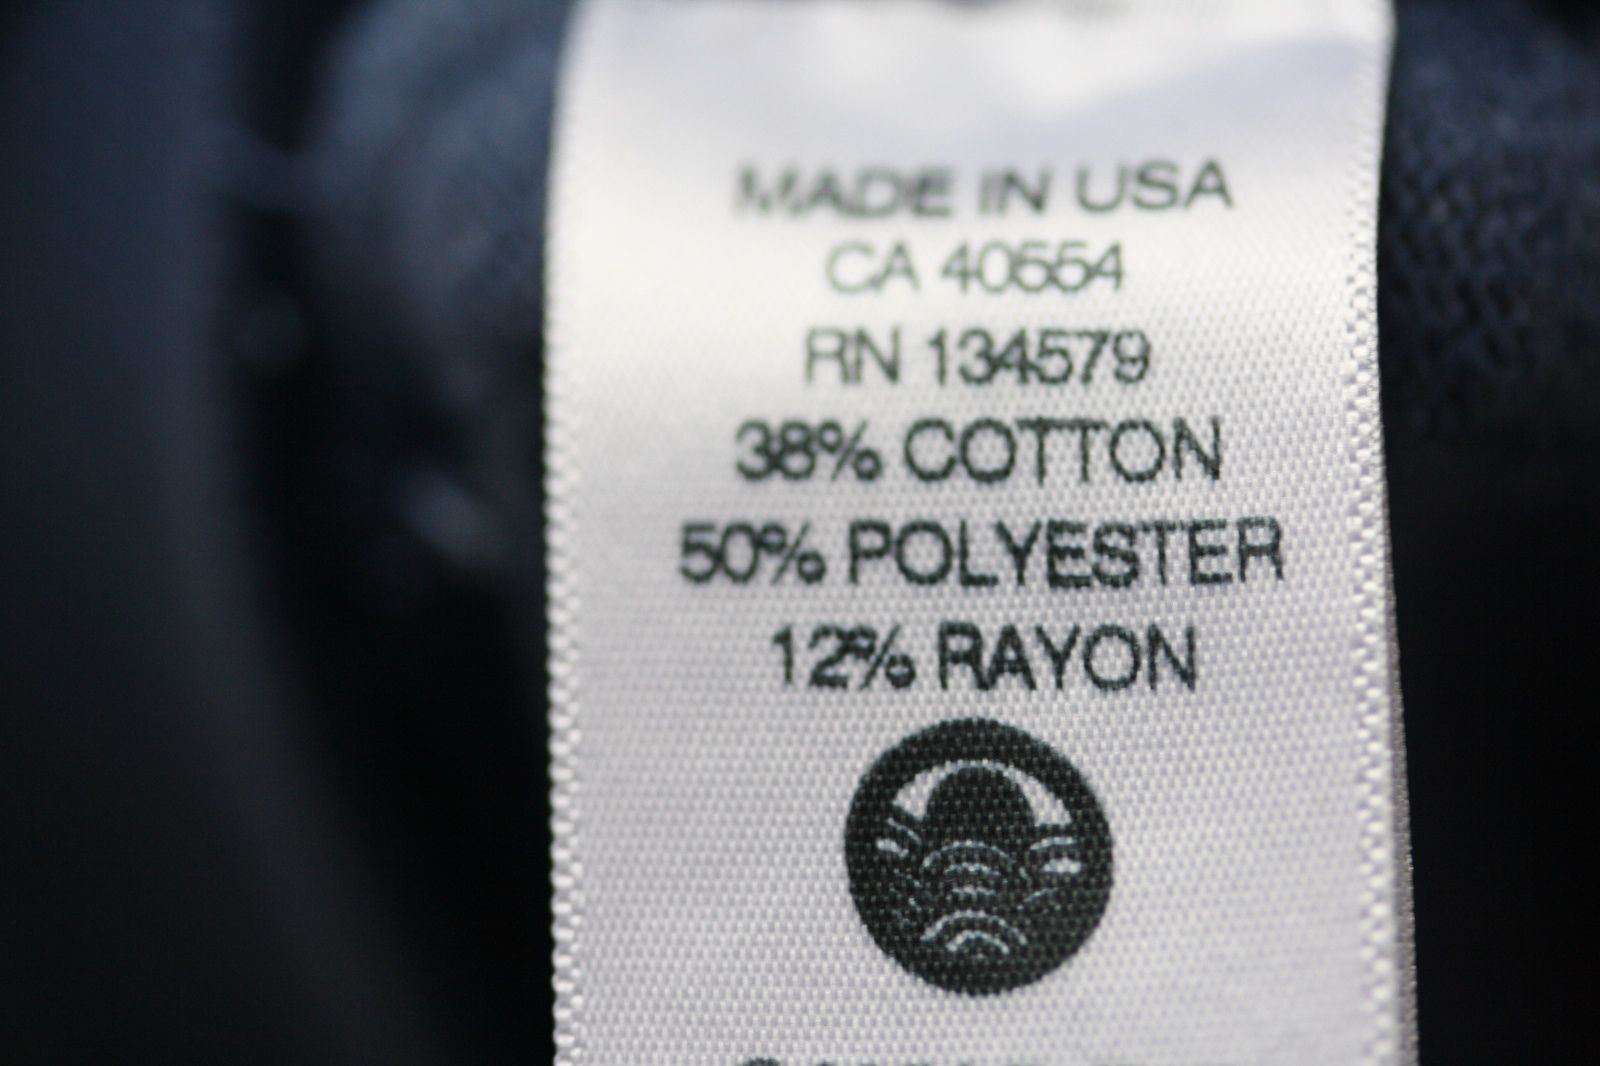 MADE IN USA
CA 40554
RN 134579
38% COTTON
50% POLYESTER
12% RAYON